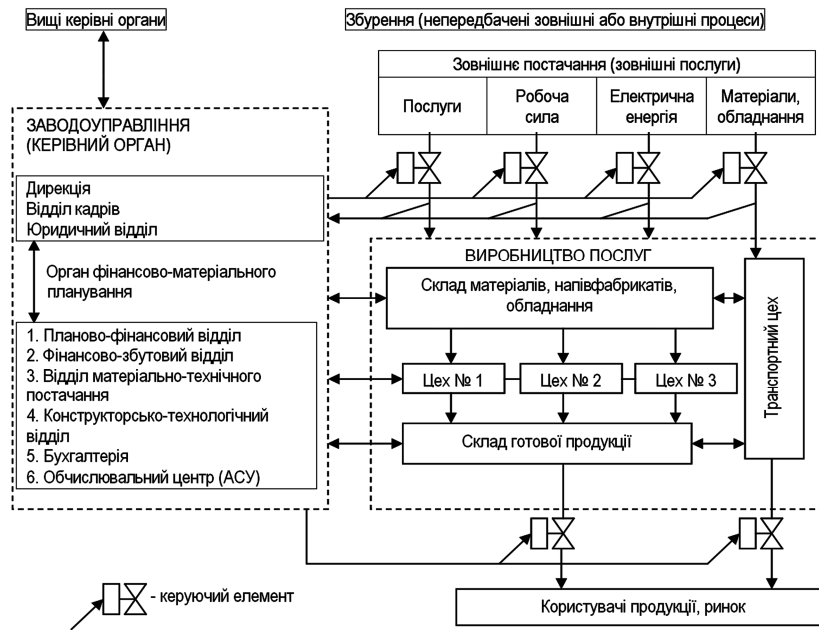 Вищі керівні органи
Збурення (непередбачені зовнішні або внутрішні процеси)
Зовнішнє постачання (зовнішні послуги)
Послуги
Робоча
сила
Електрична
енергія
Матеріали,
обладнання
ЗАВОДОУПРАВЛІННЯ
(КЕРІВНИЙ ОРГАН)
Дирекція
Відділ кадрів
Юридичний відділ
Орган фінансово-матеріального
планування
1. Планово-фінансовий відділ
2. Фінансово-збутовий відділ
3. Відділ матеріально-технічного
постачання
4. Конструкторсько-технологічний
відділ
5. Бухгалтерія
6. Обчислювальний центр (АСУ)
ВИРОБНИЦТВО ПОСЛУГ
Склад матеріалів, напівфабрикатів,
обладнання
Цех № 1
Цех № 2
Цех № 3
Склад готової продукції
Транспортний цех
- керуючий елемент
Користувачі продукції, ринок